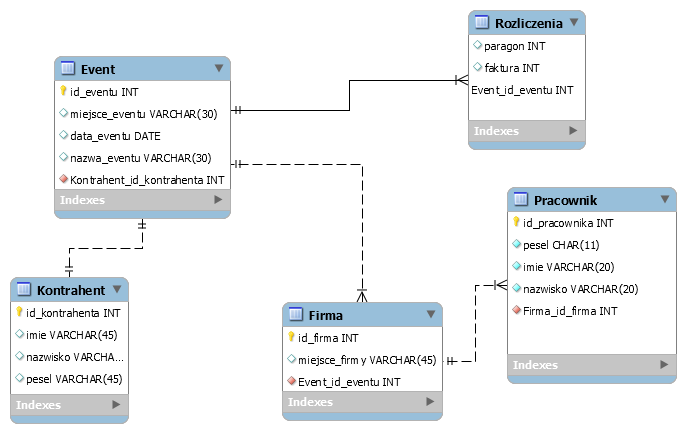 Event
id_eventu INT
miejsce_eventu VARCHAR(30)
data_eventu DATE
nazwa_eventu VARCHAR(30)
Kontrahent_id_kontrahenta INT
Indexes
Rozliczenia
paragon INT
faktura INT
Event_id_eventu INT
Indexes
Pracownik
id_pracownika INT
pesel CHAR(11)
imie VARCHAR(20)
nazwisko VARCHAR(20)
Firma_id_firma INT
Indexes
Kontrahent
id_kontrahenta INT
imie VARCHAR(45)
nazwisko VARCHA...
pesel VARCHAR(45)
Indexes
Firma
id_firma INT
miejsce_firmy VARCHAR(45)
Event_id_eventu INT
Indexes